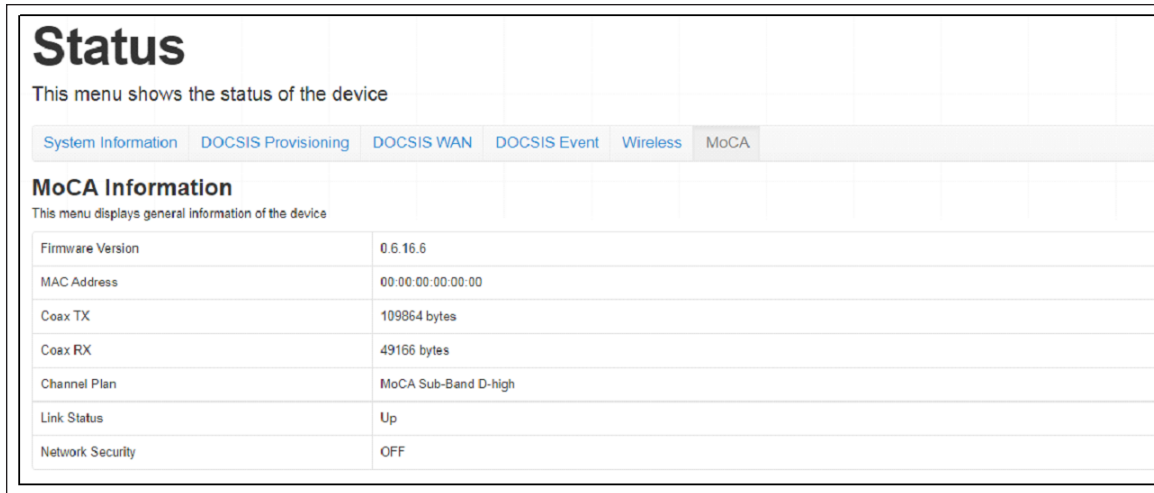 Status
This menu shows the status of the device
System Information DOCSIS Provisioning DOCSIS WAN DOCSIS Event Wireless MoCA
MoCA Information
This menu displays general information of the device
Firmware Version 0.6.16.6
MAC Address 00:00:00:00:00:00
Coax TX 109864 bytes
Coax RX 49166 bytes
Channel Plan MoCA Sub-Band D-high
Link Status Up
Network Security OFF